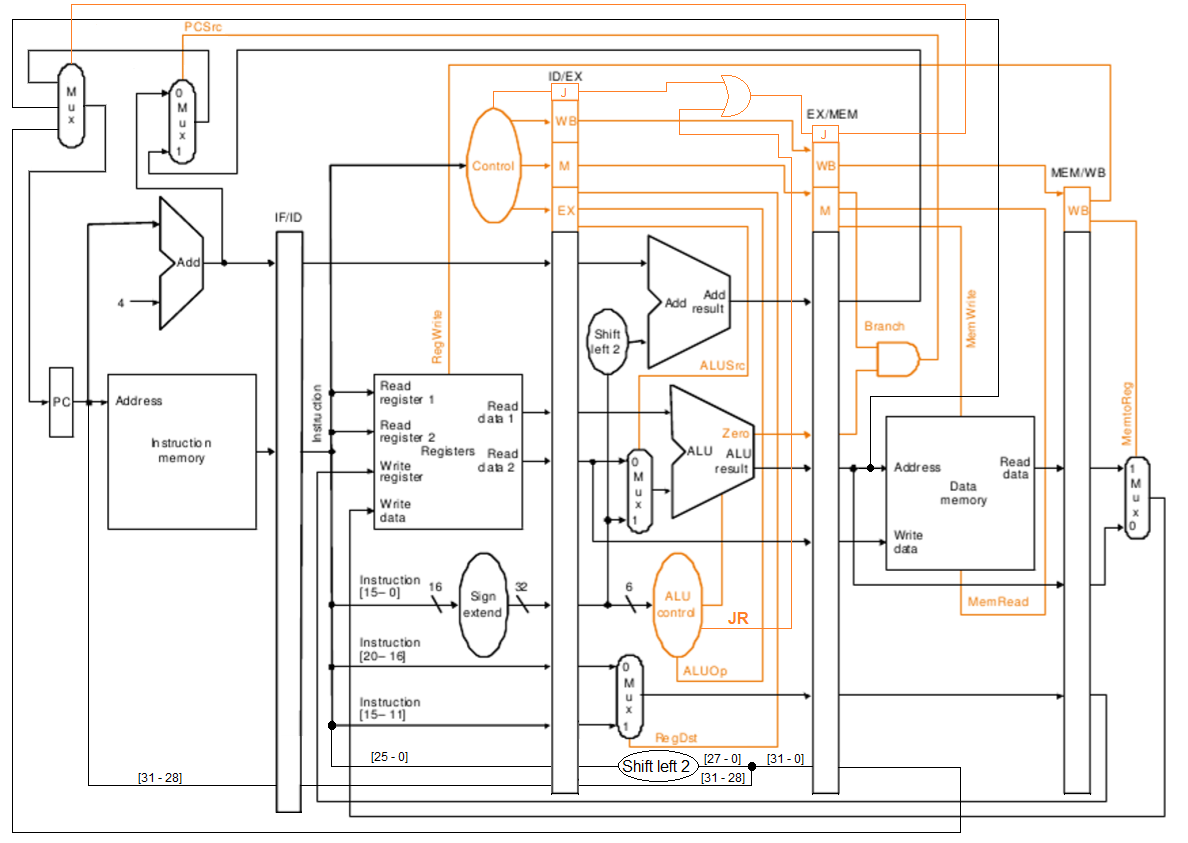 PCSrc
ID/EX
J
WB
M
EX
EX/MEM
J
WB
M
MEM/WB
WB
M
u
x
0
M
u
x
1
Control
IF/ID
Add
4
RegWrite
Add
Add
result
Shift
left 2
ALUSrc
Branch
MemWrite
MemtoReg
PC
Address
Instruction
memory
Instruction
Read
register 1
Read
register 2
Write
register
Write
data
Registers
Read
data 1
Read
data 2
0
M
u
x
1
Zero
ALU
ALU
result
Address
Read
data
Data
memory
Write
data
1
M
u
x
0
Instruction
[15– 0]
16
Sign
extend
32
6
ALU
control
JR
MemRead
Instruction
[20– 16]
0
M
u
x
1
ALUOp
Instruction
[15– 11]
RegDst
[25 - 0]
Shift left 2
[27 - 0]
[31 - 0]
[31 - 28]
[31 - 28]